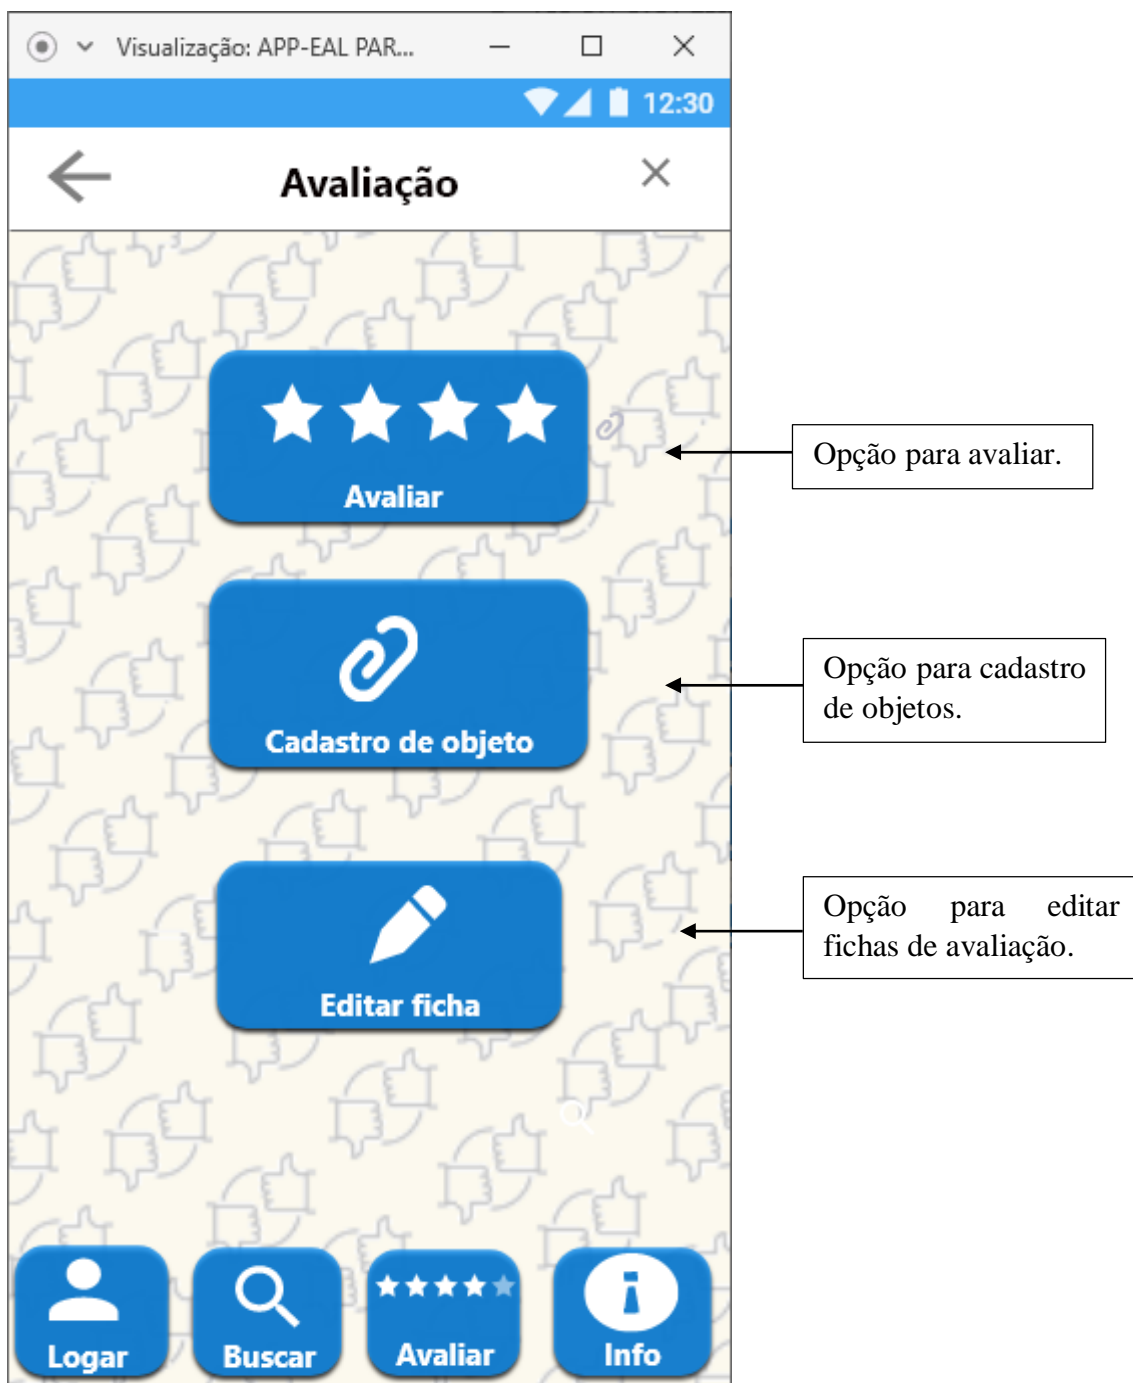 Visualização: APP-EAL PAR...
12:30
Avaliação
Avaliar
Opção para avaliar.
Cadastro de objeto
Opção para cadastro
de objetos.
Editar ficha
Opção para editar
fichas de avaliação.
Logar
Buscar
Avaliar
Info